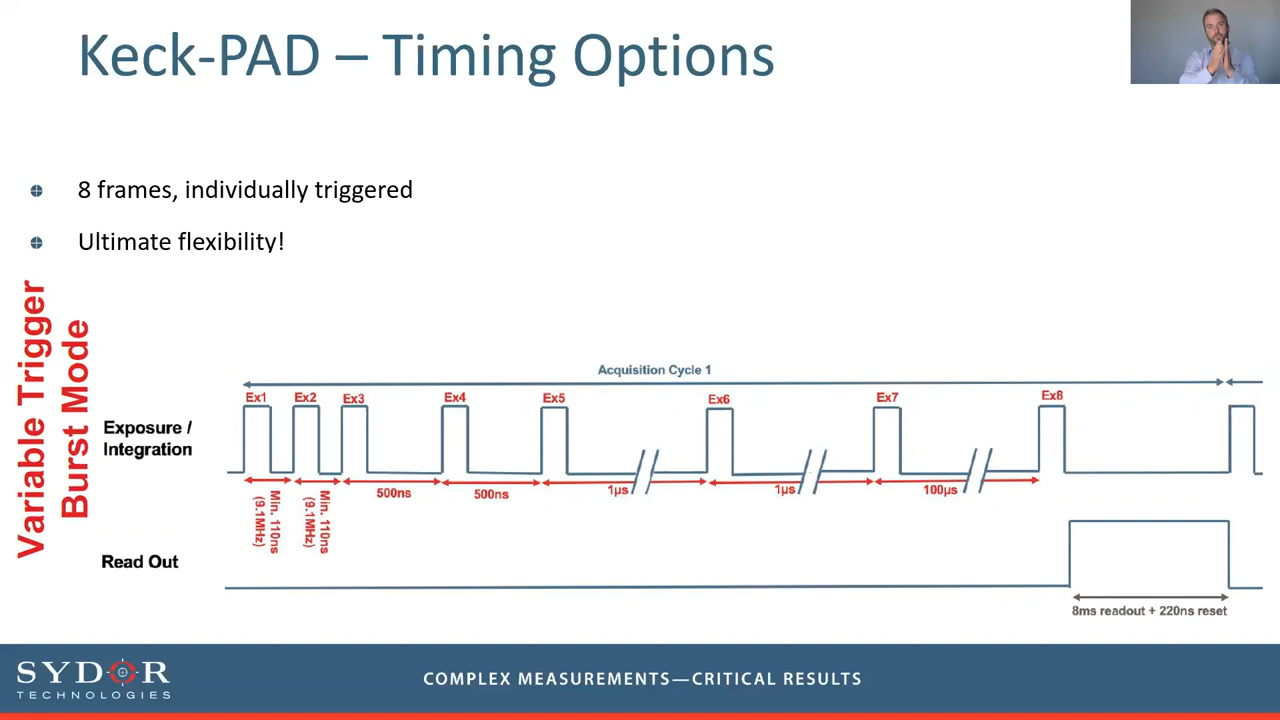 Keck-PAD – Timing Options
8 frames, individually triggered
Ultimate flexibility!
Variable Trigger
Burst Mode
Acquisition Cycle 1
Ex1 Ex2 Ex3 Ex4 Ex5 Ex6 Ex7 Ex8
Exposure /
Integration
Min. 110ns
(9.1MHz)
Min. 110ns
(9.1MHz)
500ns 500ns 1µs 1µs 100µs
Read Out
8ms readout + 220ns reset
SYDOR
TECHNOLOGIES
COMPLEX MEASUREMENTS—CRITICAL RESULTS